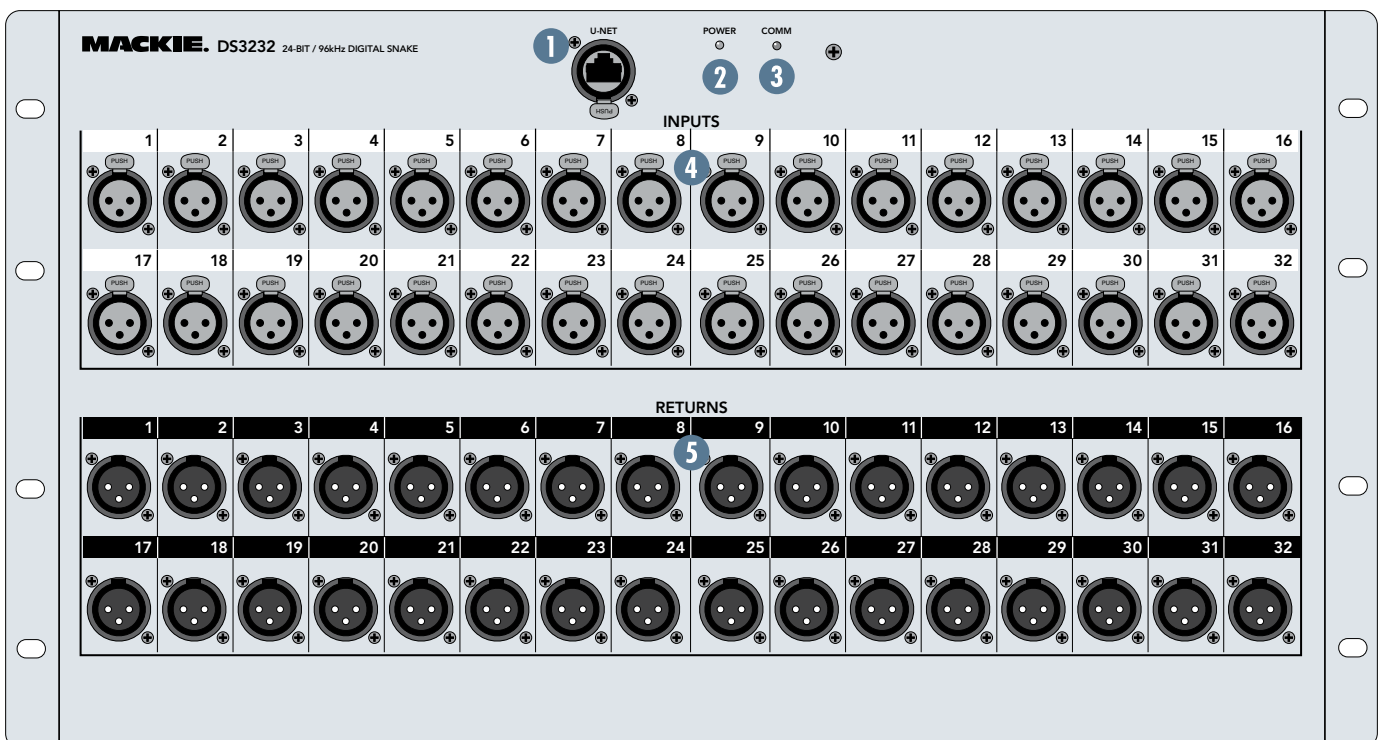 MACKIE. DS3232 24-BIT / 96kHz DIGITAL SNAKE
1 U-NET POWER COMM
2 3
PUSH
INPUTS
1 2 3 4 5 6 7 8 9 10 11 12 13 14 15 16
4
PUSH PUSH PUSH PUSH PUSH PUSH PUSH PUSH PUSH PUSH PUSH PUSH PUSH PUSH PUSH PUSH
17 18 19 20 21 22 23 24 25 26 27 28 29 30 31 32
PUSH PUSH PUSH PUSH PUSH PUSH PUSH PUSH PUSH PUSH PUSH PUSH PUSH PUSH PUSH PUSH
RETURNS
1 2 3 4 5 6 7 8 9 10 11 12 13 14 15 16
5
17 18 19 20 21 22 23 24 25 26 27 28 29 30 31 32